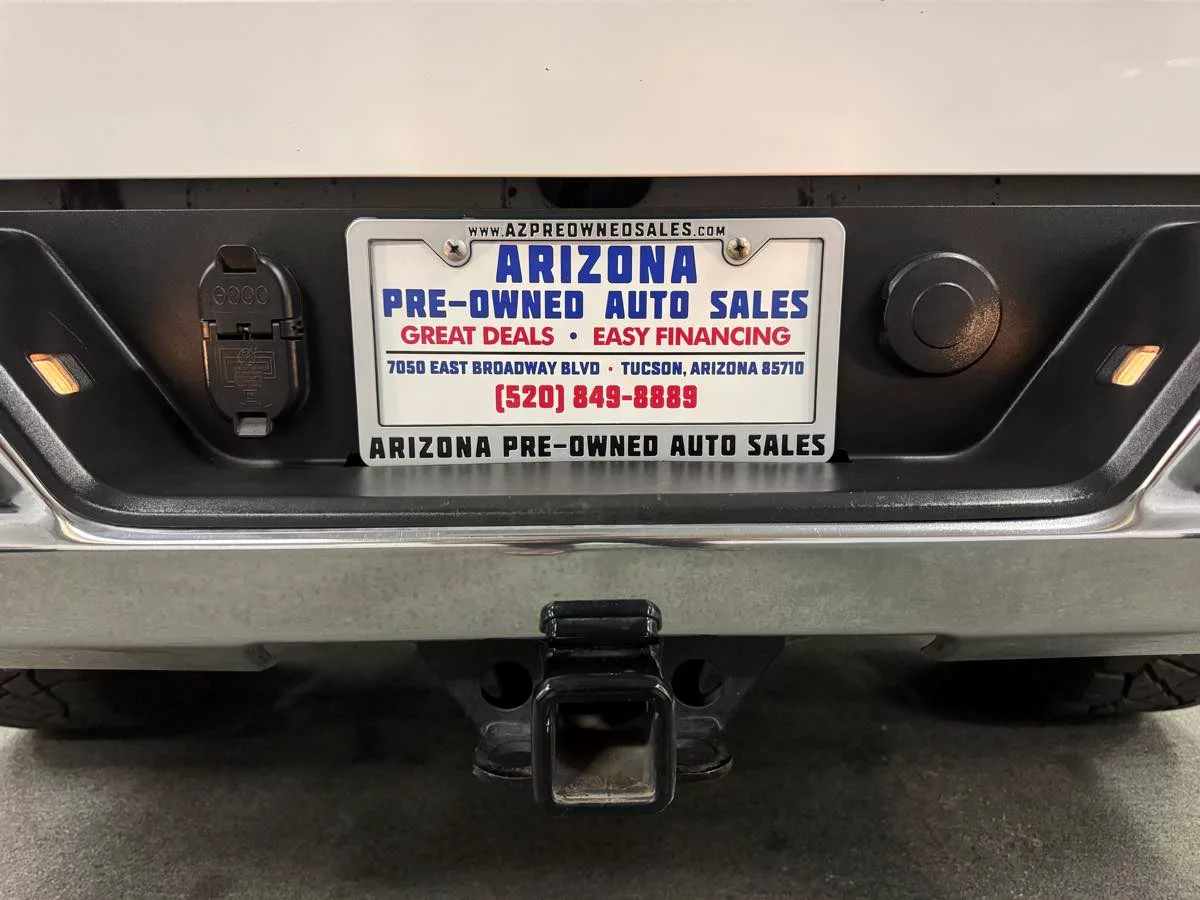 www.AZPREOWNEDSALES.COM
ARIZONA
PRE-OWNED AUTO SALES
GREAT DEALS • EASY FINANCING
7050 EAST BROADWAY BLVD • TUCSON, ARIZONA 85710
(520) 849-8889
ARIZONA PRE-OWNED AUTO SALES